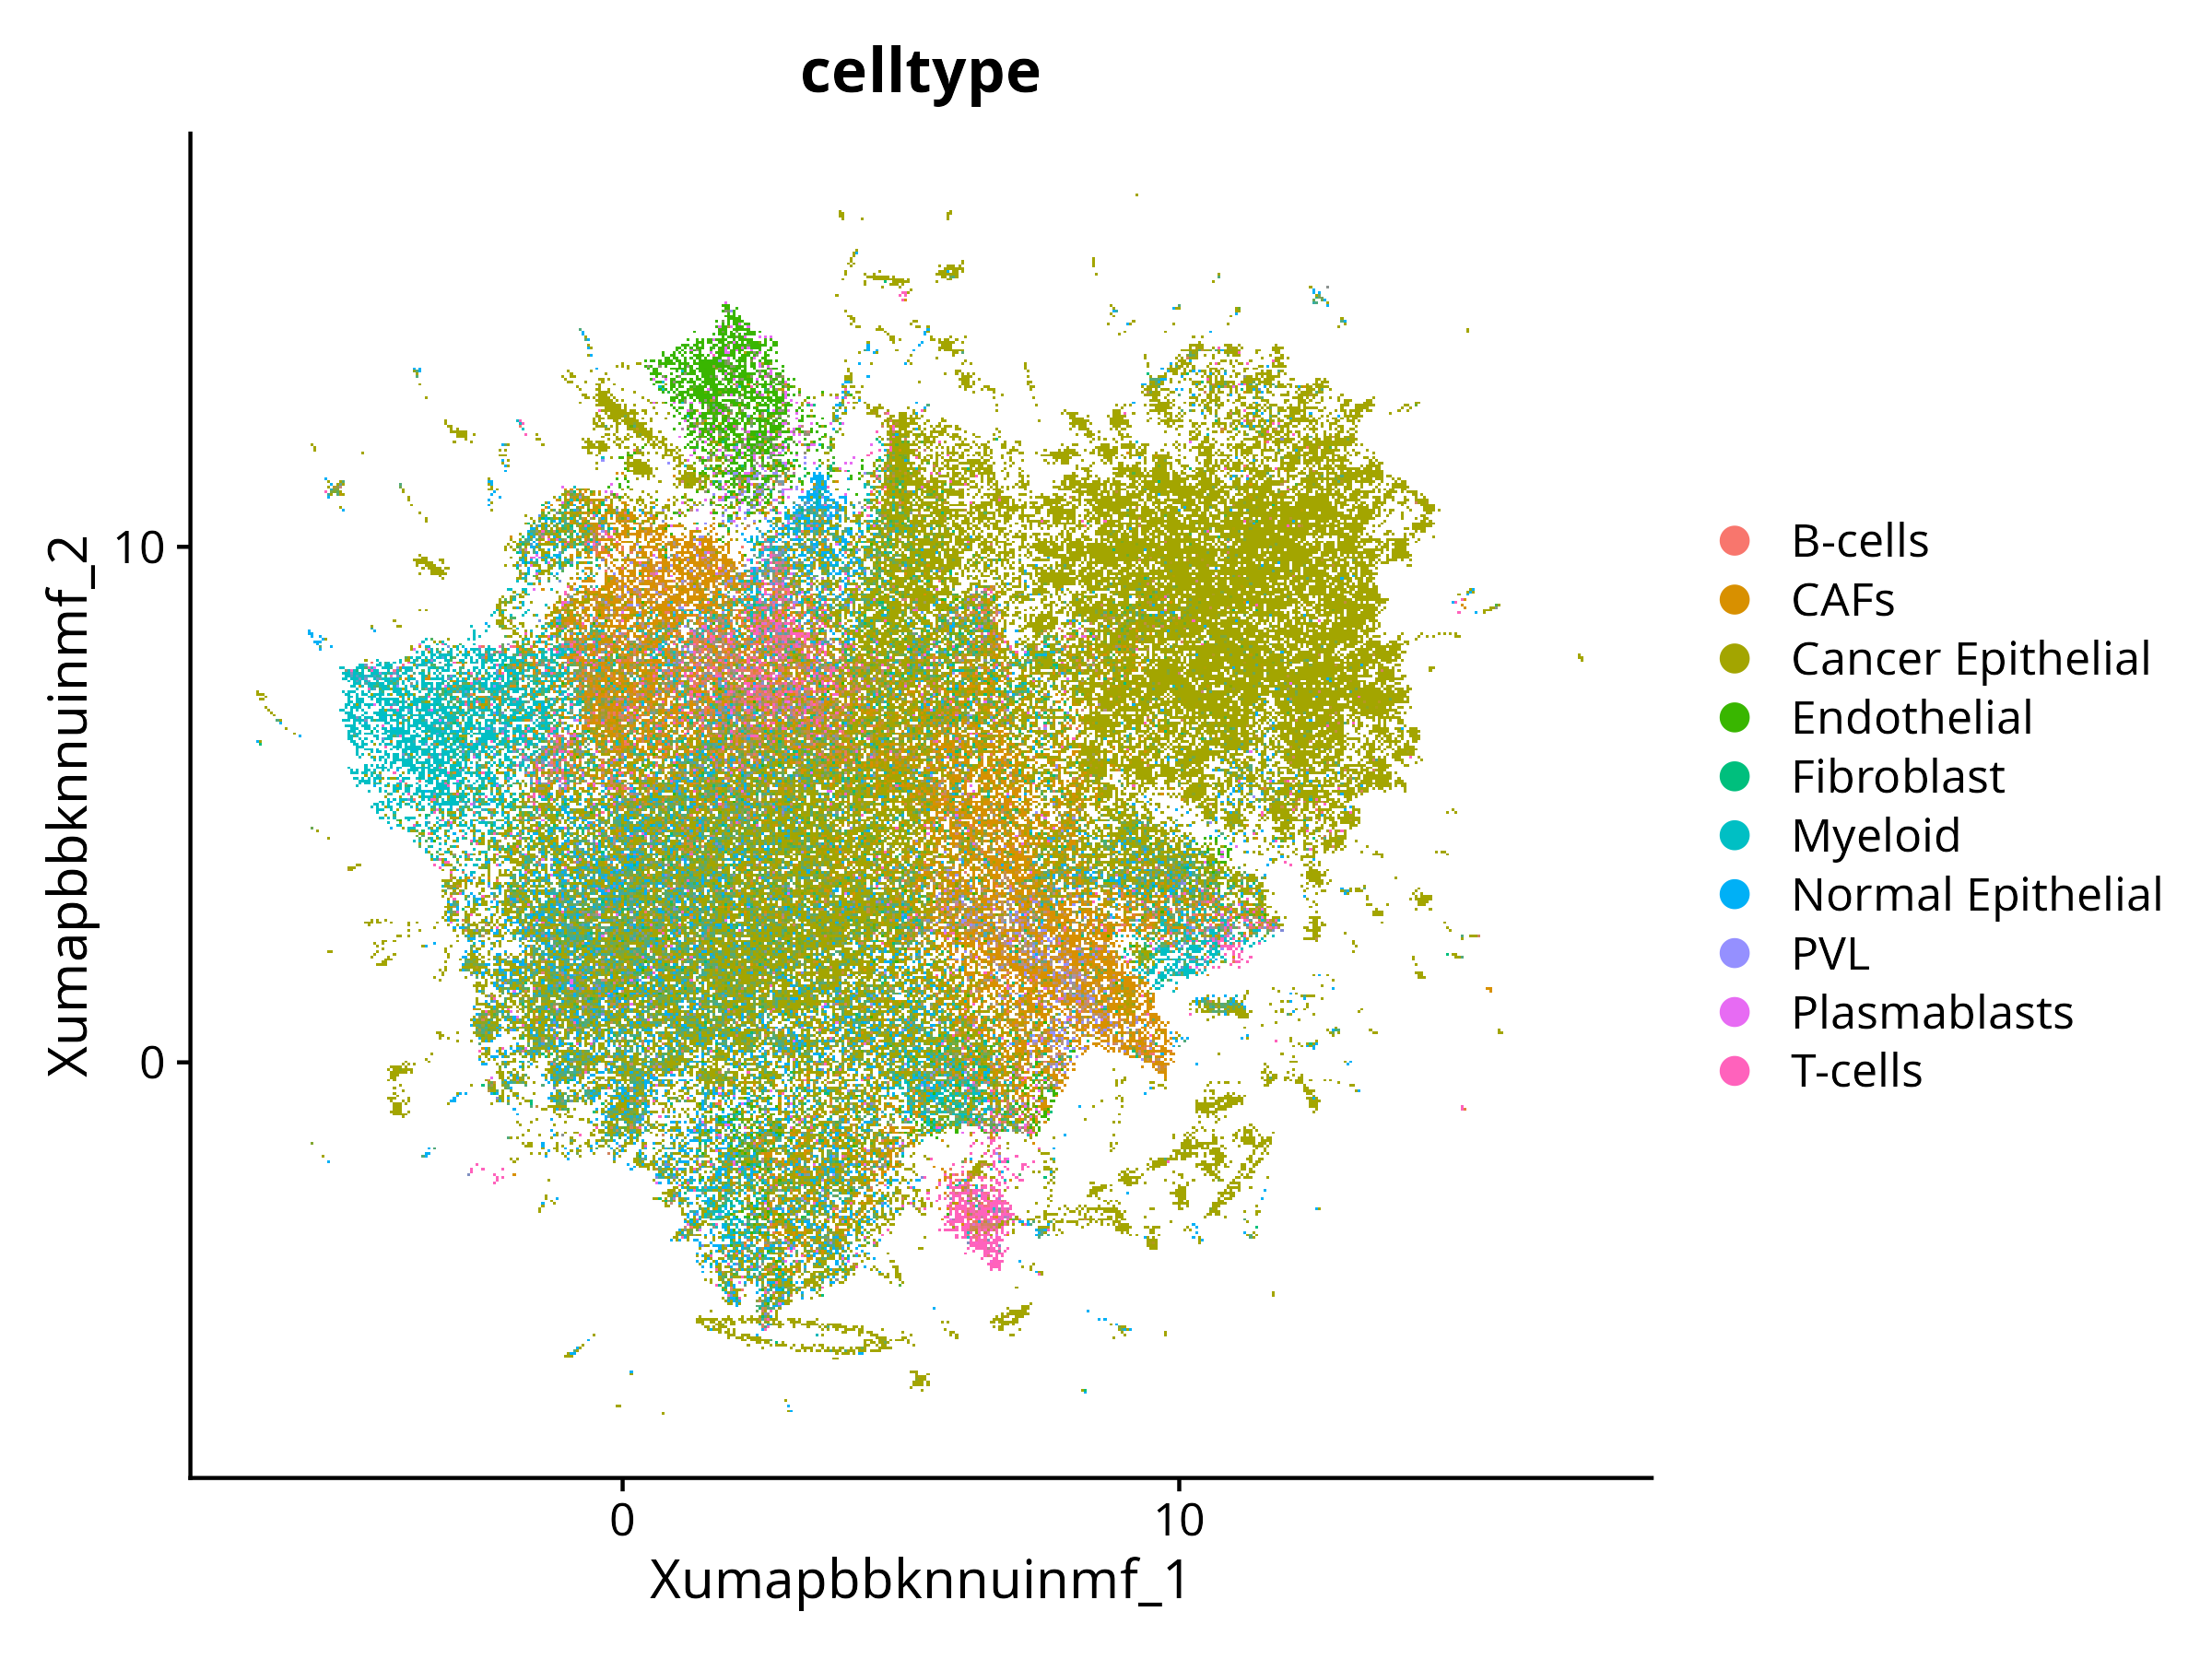 celltype
Xumapbbknnuinmf_2
10
0
0
10
Xumapbbknnuinmf_1
B-cells
CAFs
Cancer Epithelial
Endothelial
Fibroblast
Myeloid
Normal Epithelial
PVL
Plasmablasts
T-cells